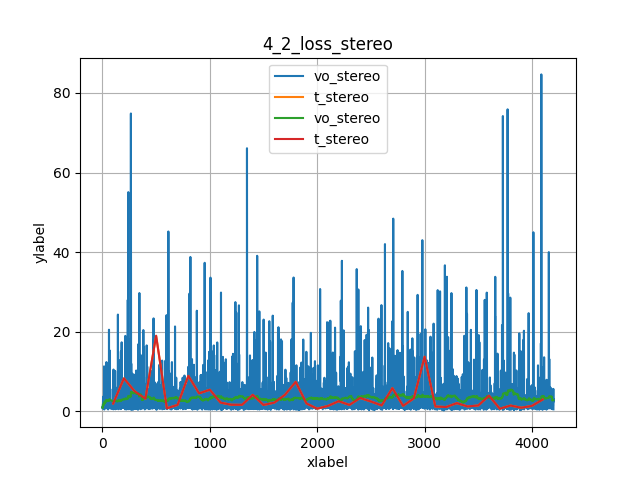 4_2_loss_stereo
vo_stereo
t_stereo
vo_stereo
t_stereo
80
60
40
20
0
ylabel
0 1000 2000 3000 4000
xlabel